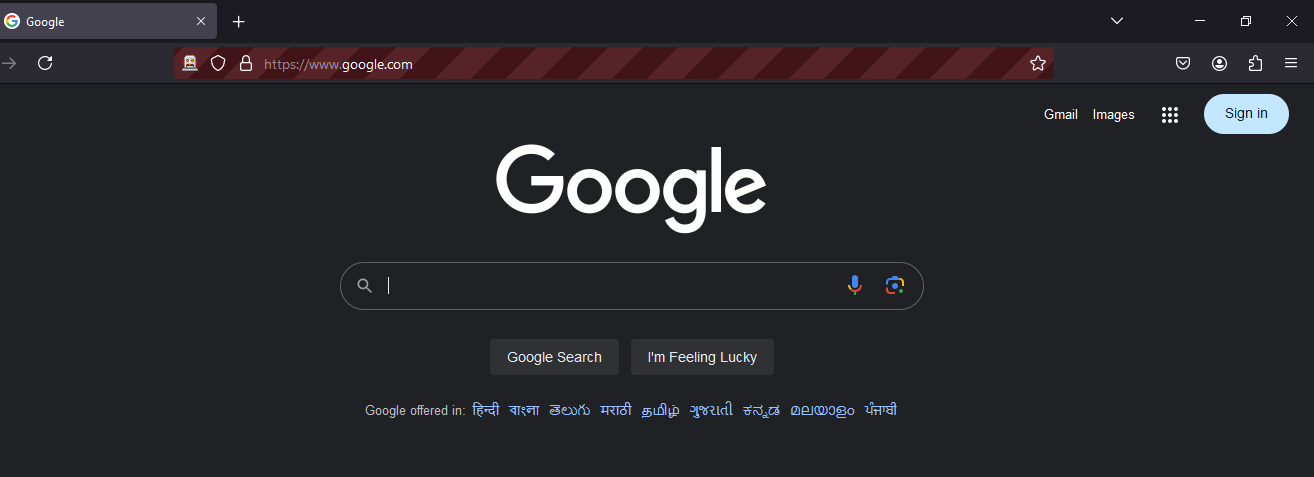 Google
https://www.google.com
Gmail Images Sign in
Google
Google Search I'm Feeling Lucky
Google offered in: हिन्दी বাংলা తెలుగు मराठी தமிழ் ગુજરાતી ಕನ್ನಡ മലയാളം ਪੰਜਾਬੀ